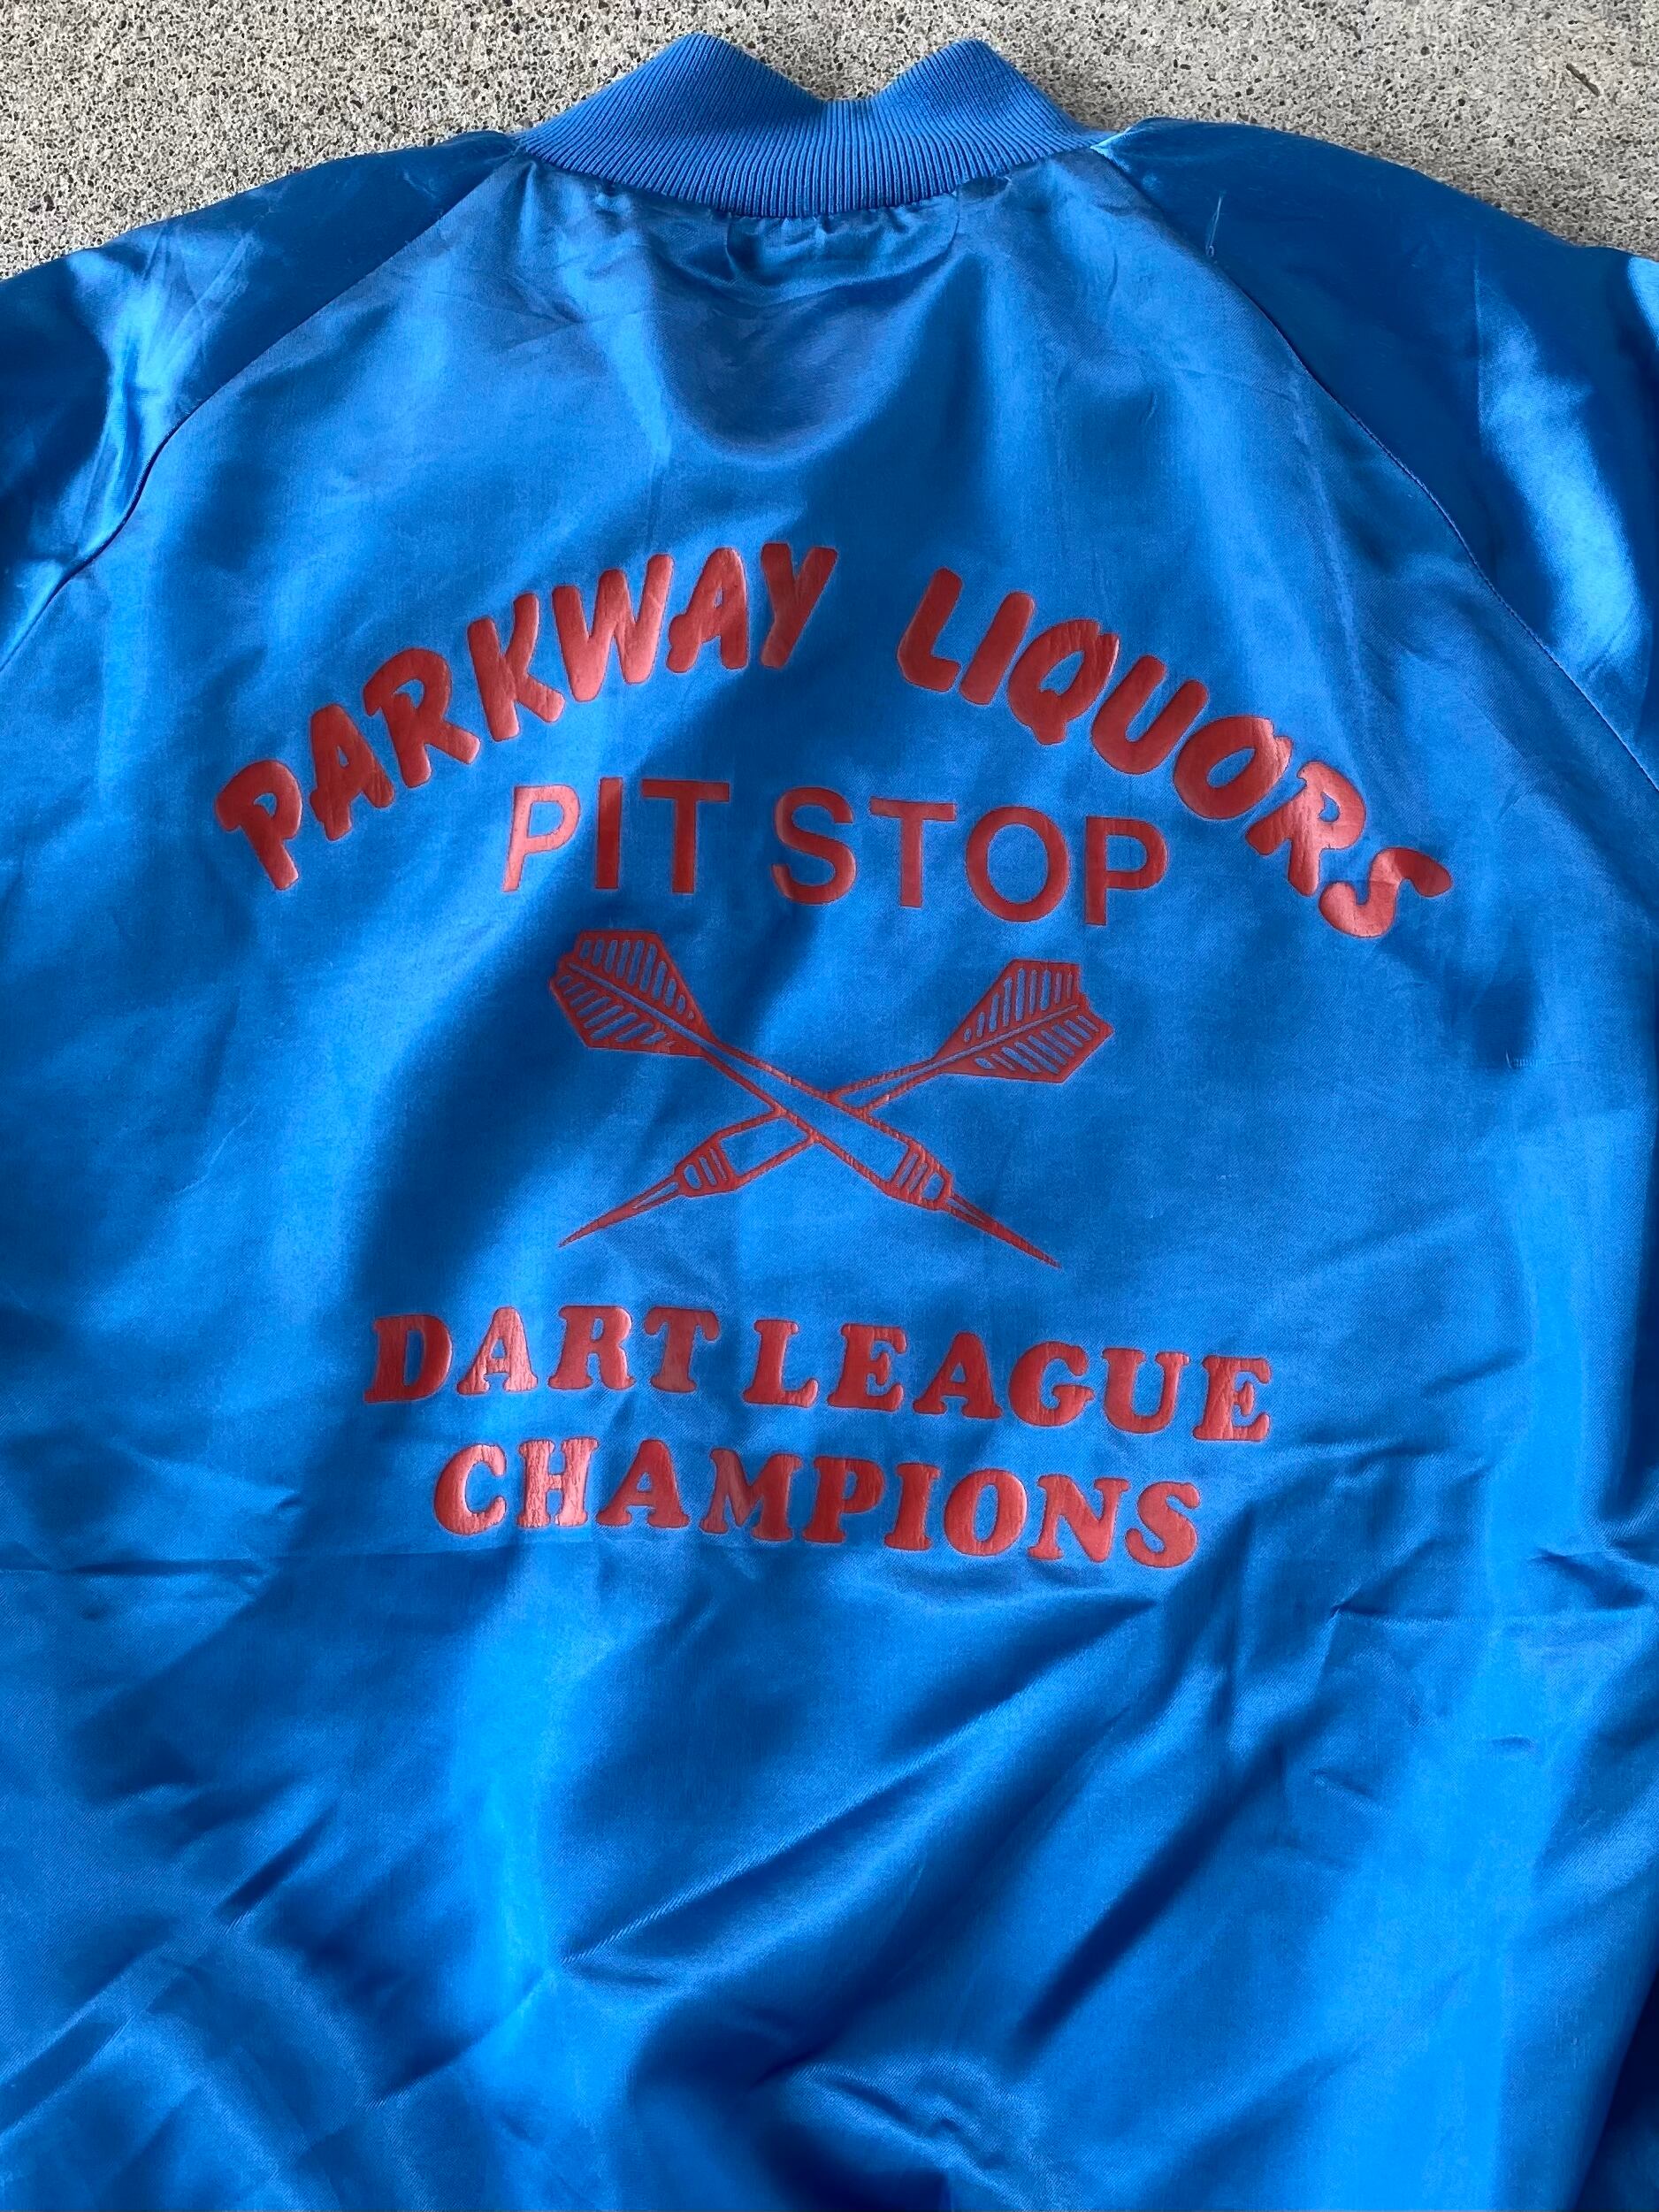 PARKWAY LIQUORS
PIT STOP
DART LEAGUE
CHAMPIONS